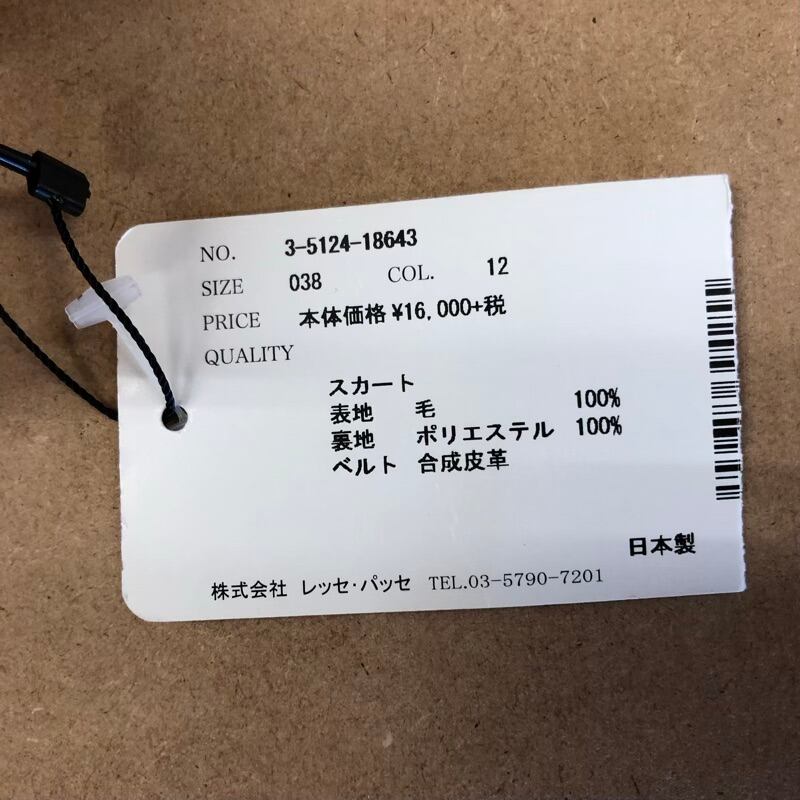 NO. 3-5124-18643
SIZE 038 COL. 12
PRICE 本体価格 ¥16,000+税
QUALITY
スカート
表地 毛 100%
裏地 ポリエステル 100%
ベルト 合成皮革
日本製
株式会社 レッセ・パッセ TEL.03-5790-7201